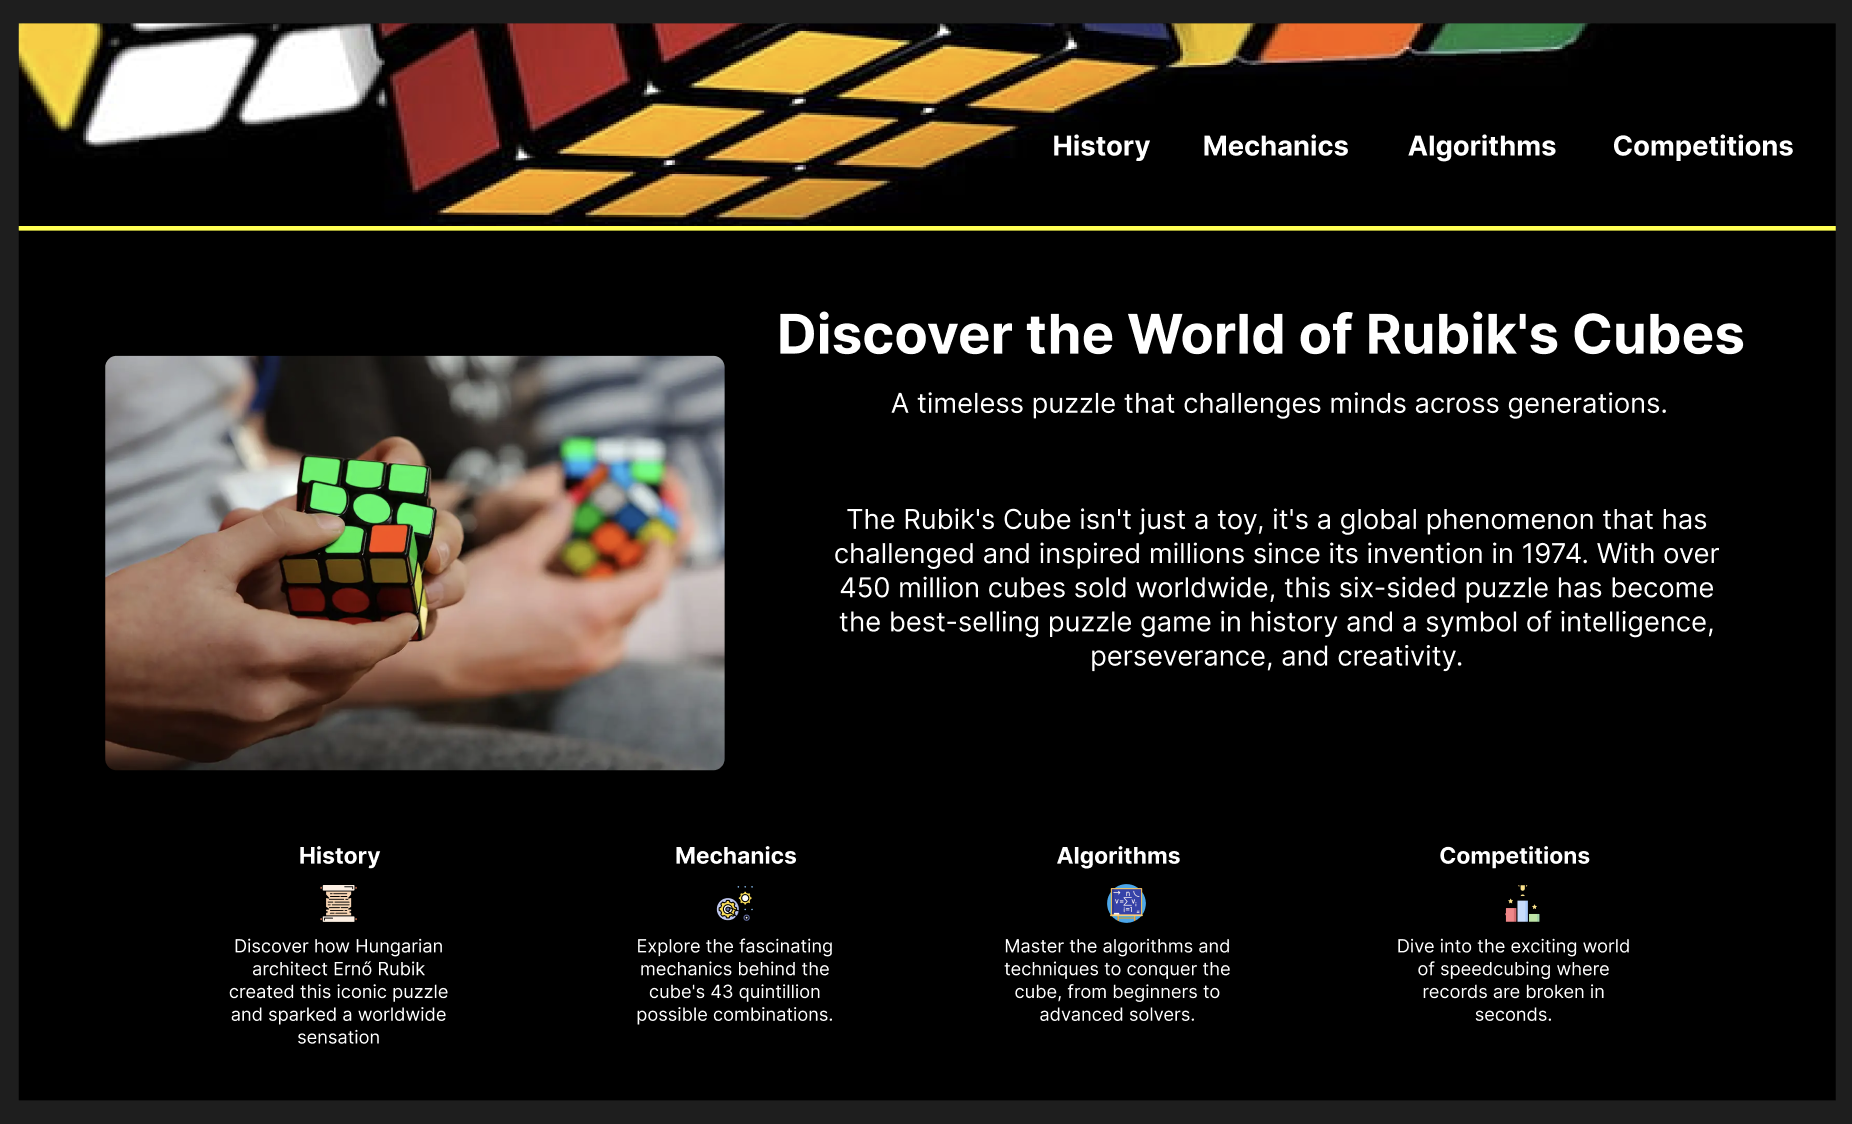 History Mechanics Algorithms Competitions
Discover the World of Rubik's Cubes
A timeless puzzle that challenges minds across generations.
The Rubik's Cube isn't just a toy, it's a global phenomenon that has
challenged and inspired millions since its invention in 1974. With over
450 million cubes sold worldwide, this six-sided puzzle has become
the best-selling puzzle game in history and a symbol of intelligence,
perseverance, and creativity.
History
Discover how Hungarian
architect Ernő Rubik
created this iconic puzzle
and sparked a worldwide
sensation
Mechanics
Explore the fascinating
mechanics behind the
cube's 43 quintillion
possible combinations.
Algorithms
Master the algorithms and
techniques to conquer the
cube, from beginners to
advanced solvers.
Competitions
Dive into the exciting world
of speedcubing where
records are broken in
seconds.